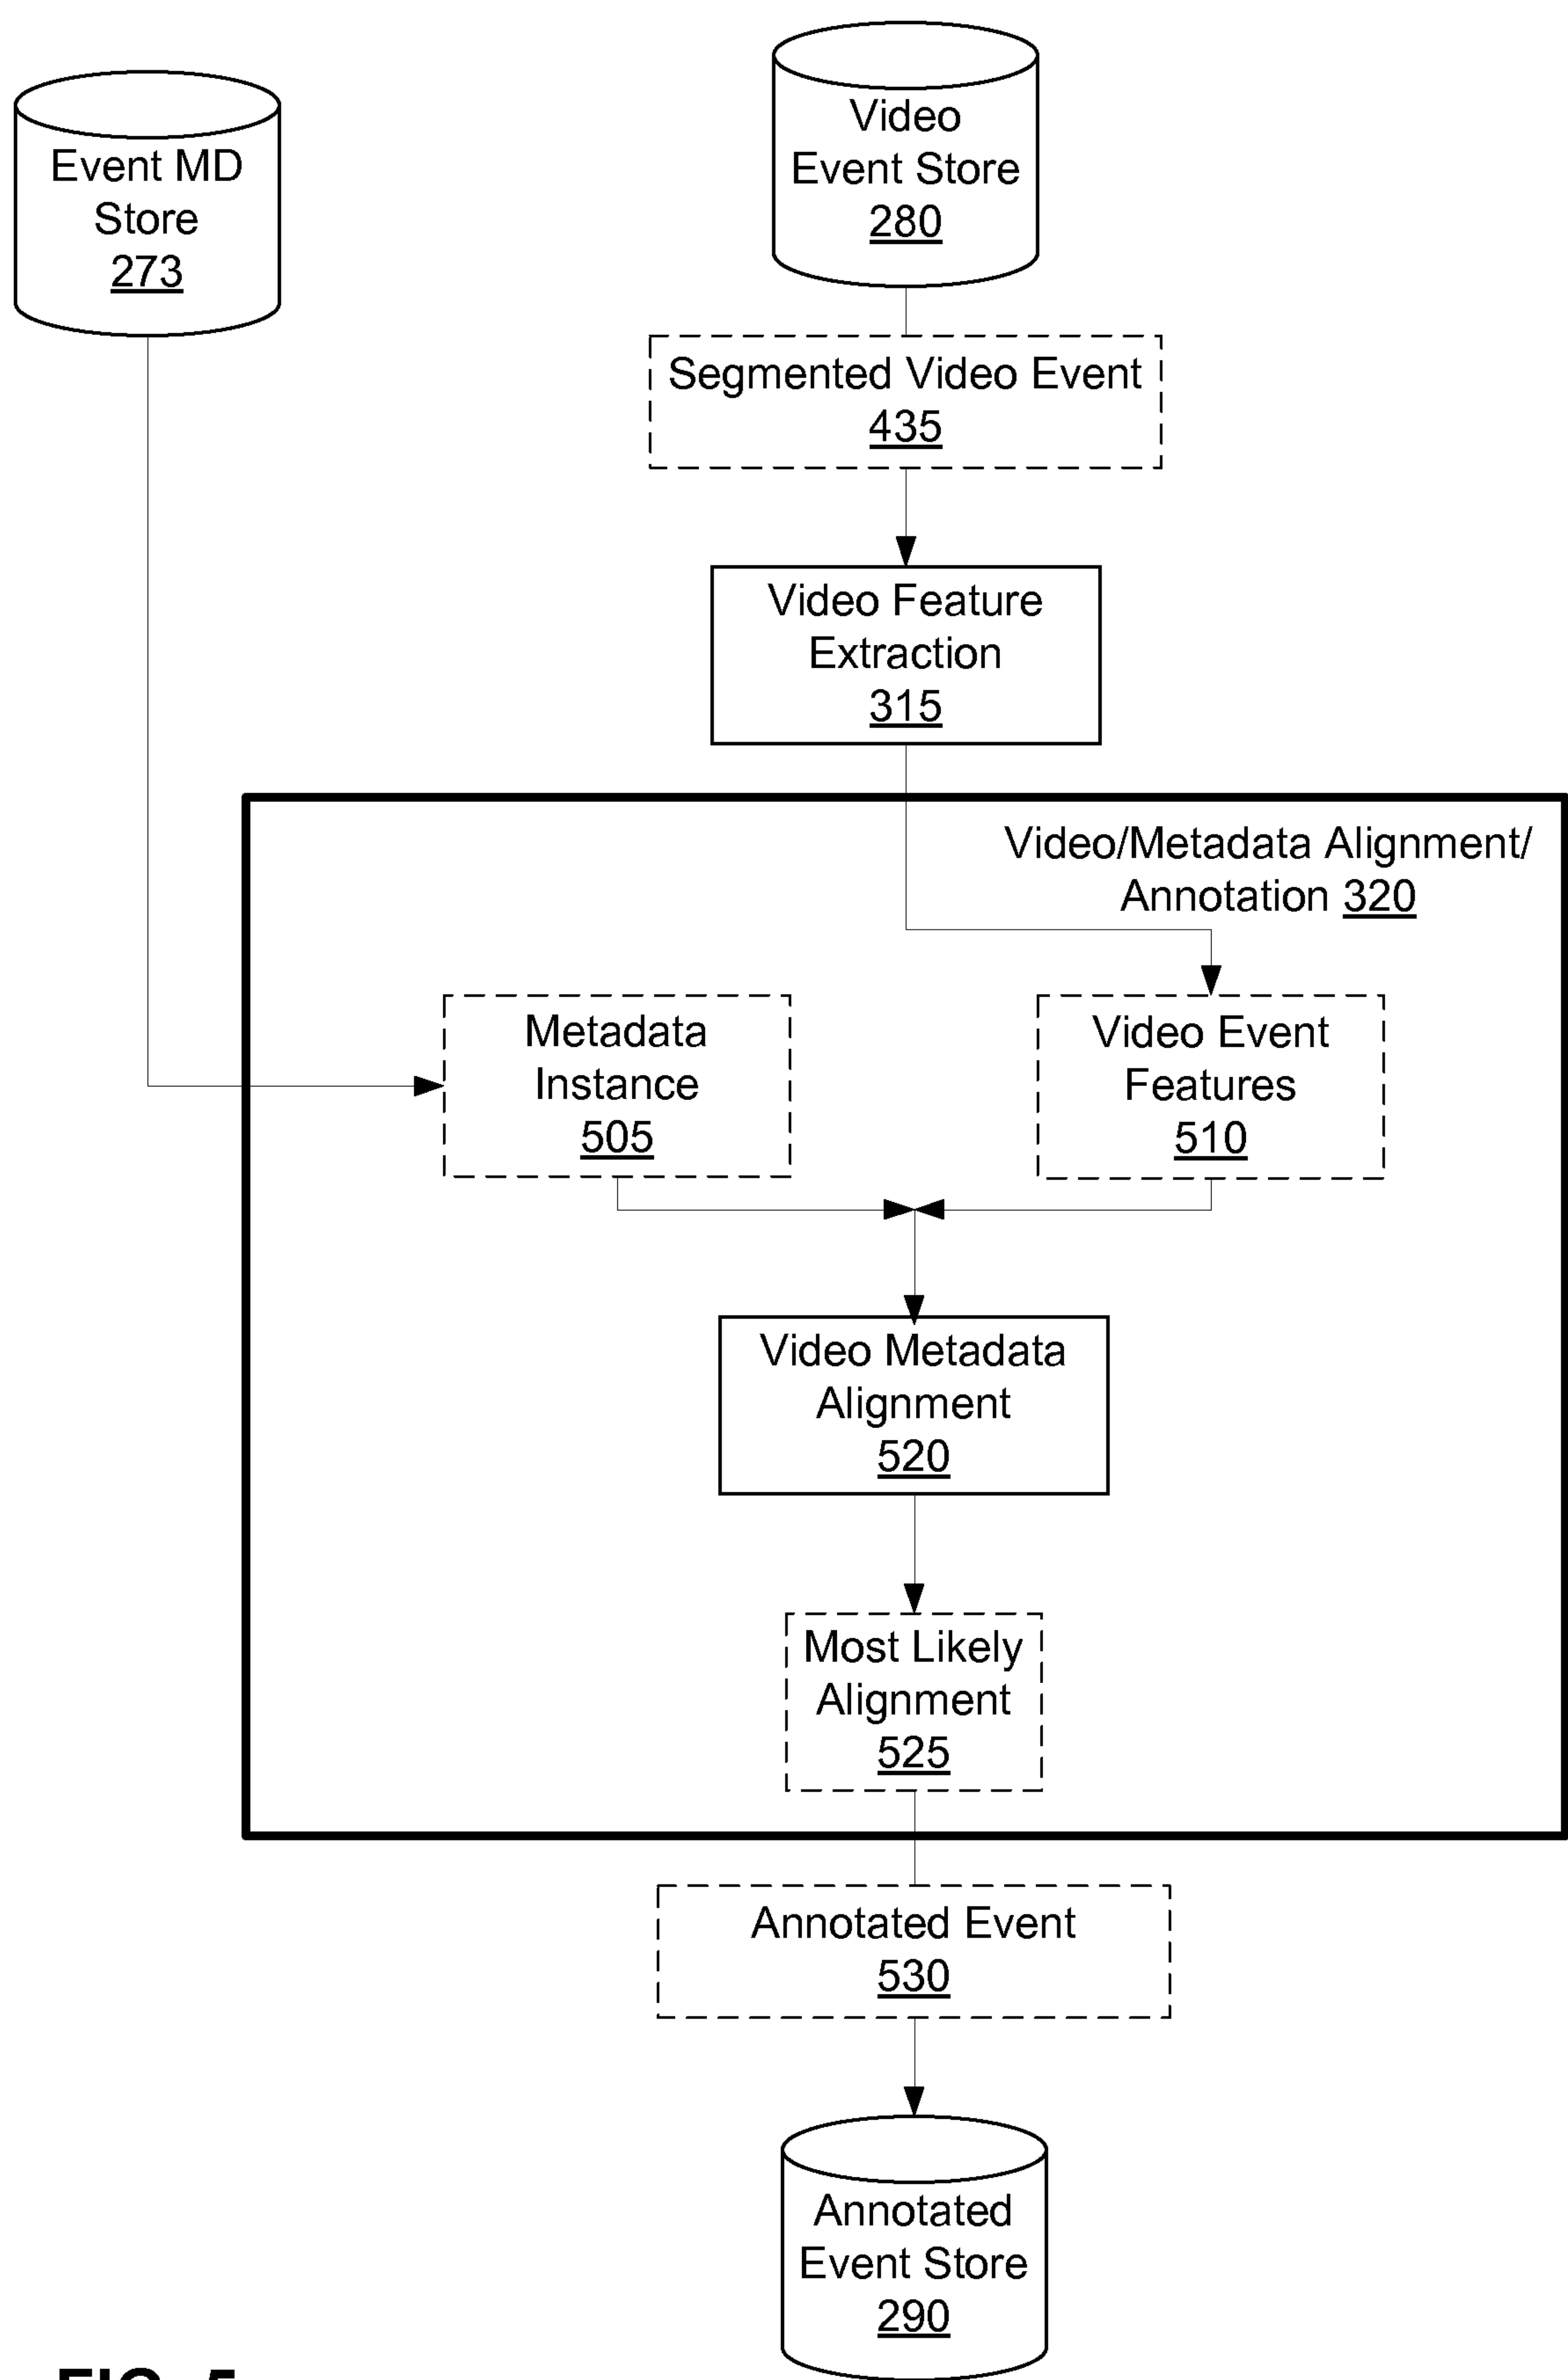 Event MD
Store
273
Video
Event Store
280
Segmented Video Event
435
Video Feature
Extraction
315
Video/Metadata Alignment/
Annotation 320
Metadata
Instance
505
Video Event
Features
510
Video Metadata
Alignment
520
Most Likely
Alignment
525
Annotated Event
530
Annotated
Event Store
290